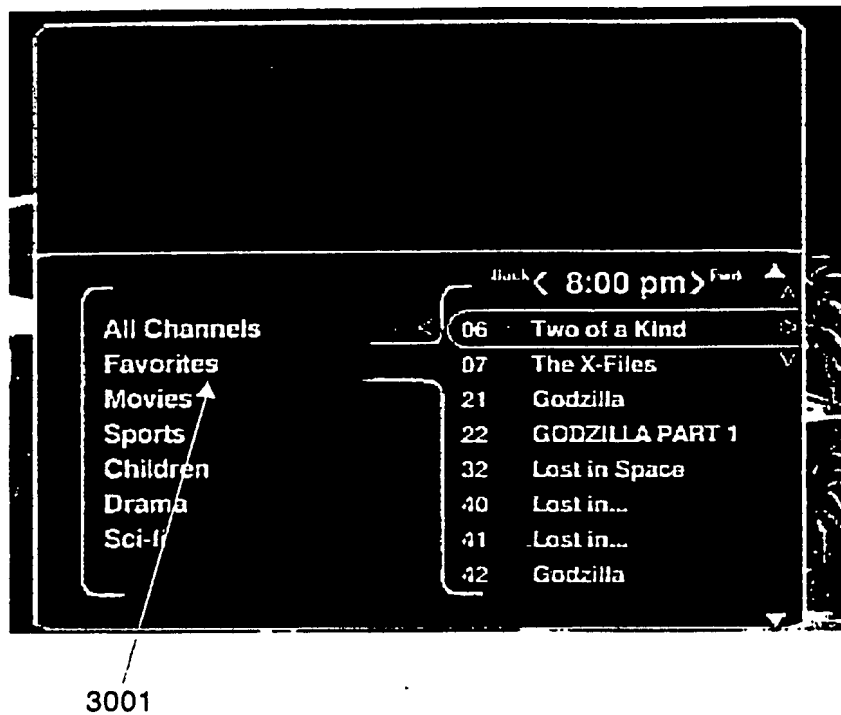 Back < 8:00 pm > Fwd
All Channels
Favorites
Movies
Sports
Children
Drama
Sci-fi
06 Two of a Kind
07 The X-Files
21 Godzilla
22 GODZILLA PART 1
32 Lost in Space
40 Lost in...
41 Lost in...
42 Godzilla
3001